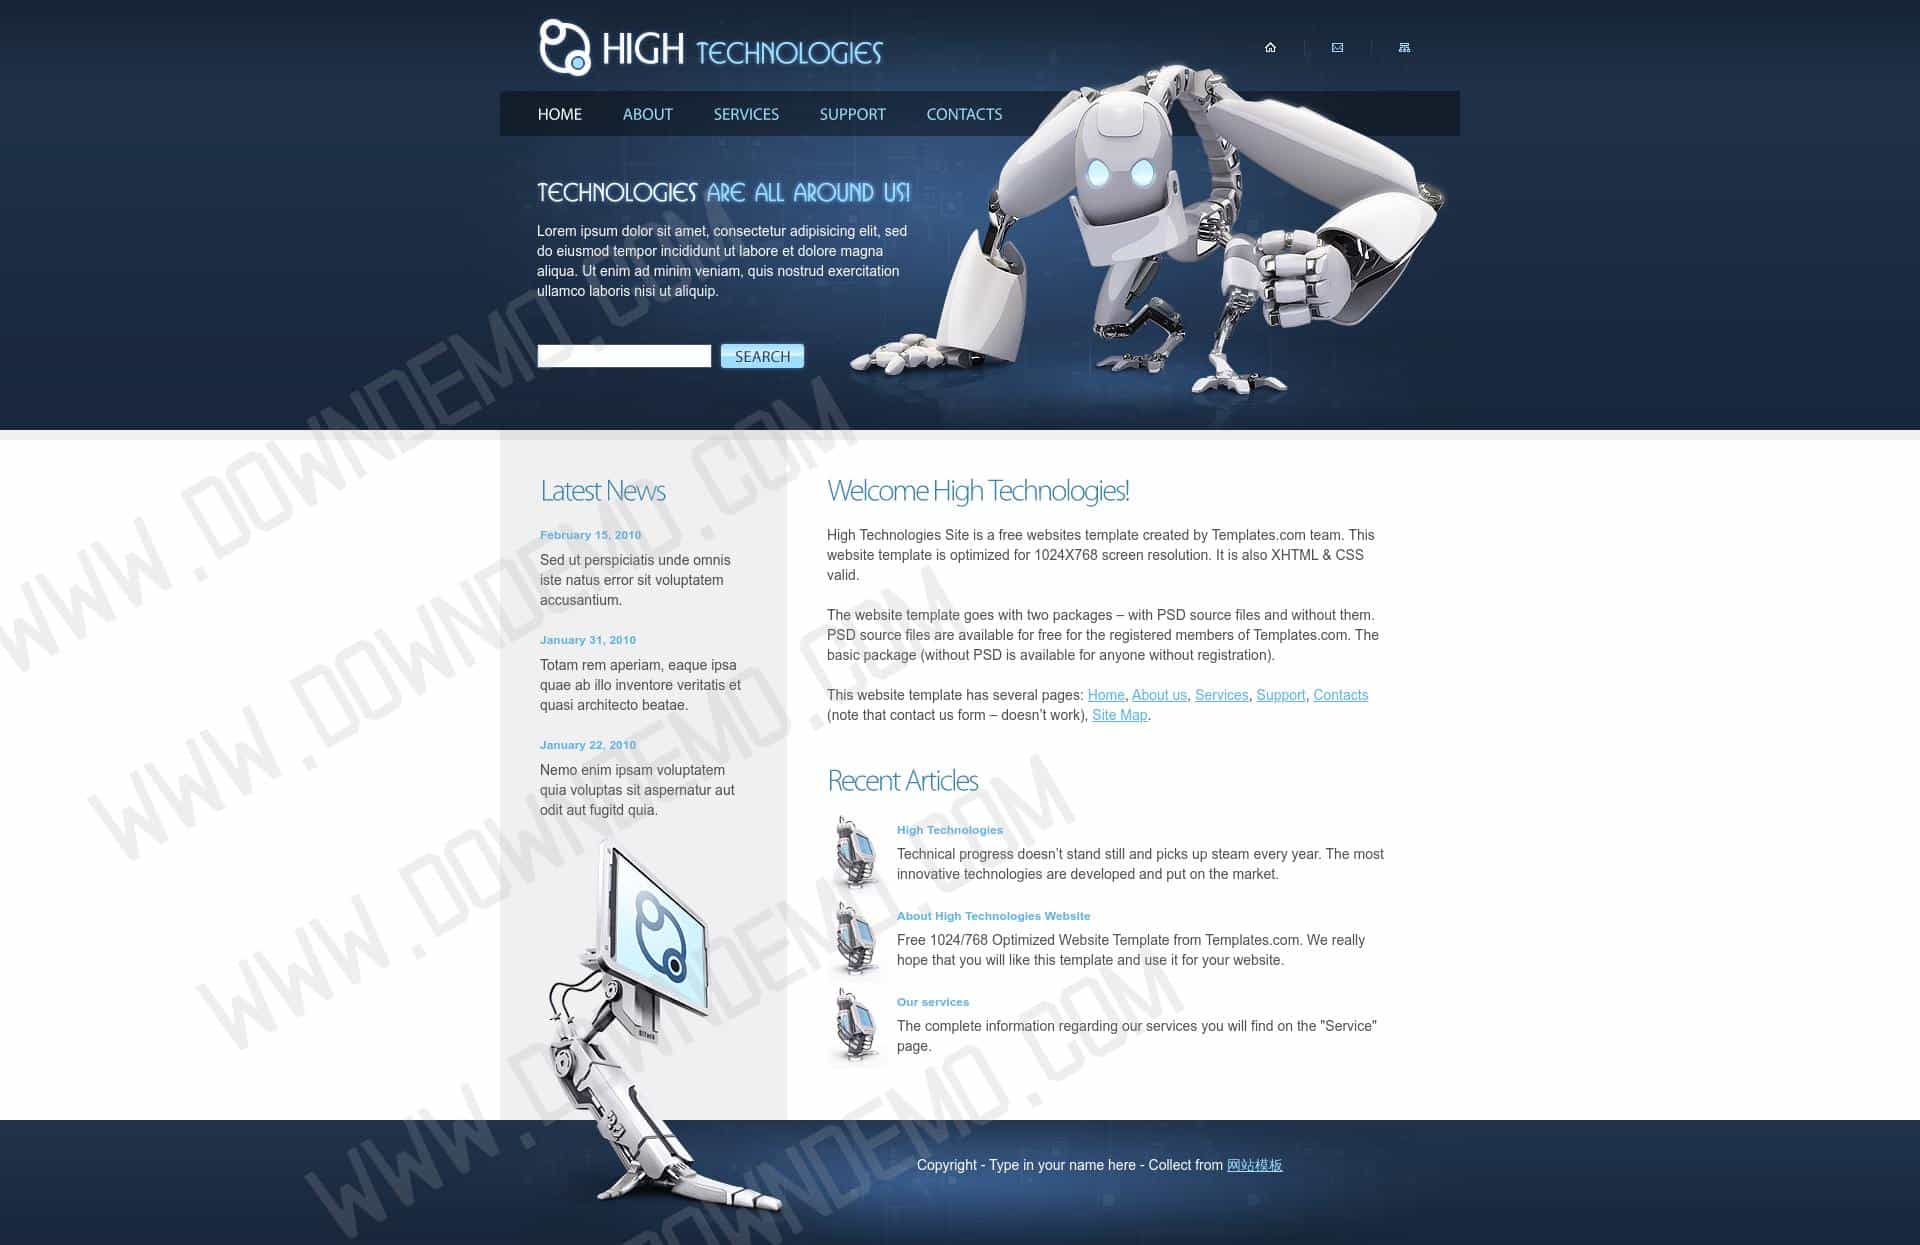 HIGH TECHNOLOGIES
HOME ABOUT SERVICES SUPPORT CONTACTS
TECHNOLOGIES ARE ALL AROUND US!
Lorem ipsum dolor sit amet, consectetur adipisicing elit, sed
do eiusmod tempor incididunt ut labore et dolore magna
aliqua. Ut enim ad minim veniam, quis nostrud exercitation
ullamco laboris nisi ut aliquip.
SEARCH
Latest News
February 15, 2010
Sed ut perspiciatis unde omnis
iste natus error sit voluptatem
accusantium.
January 31, 2010
Totam rem aperiam, eaque ipsa
quae ab illo inventore veritatis et
quasi architecto beatae.
January 22, 2010
Nemo enim ipsam voluptatem
quia voluptas sit aspernatur aut
odit aut fugitd quia.
Welcome High Technologies!
High Technologies Site is a free websites template created by Templates.com team. This
website template is optimized for 1024X768 screen resolution. It is also XHTML & CSS
valid.
The website template goes with two packages – with PSD source files and without them.
PSD source files are available for free for the registered members of Templates.com. The
basic package (without PSD is available for anyone without registration).
This website template has several pages: Home, About us, Services, Support, Contacts
(note that contact us form – doesn’t work), Site Map.
Recent Articles
High Technologies
Technical progress doesn’t stand still and picks up steam every year. The most
innovative technologies are developed and put on the market.
About High Technologies Website
Free 1024/768 Optimized Website Template from Templates.com. We really
hope that you will like this template and use it for your website.
Our services
The complete information regarding our services you will find on the "Service"
page.
Copyright - Type in your name here - Collect from 网站模板
WWW.DOWNDEMO.COM
WWW.DOWNDEMO.COM
WWW.DOWNDEMO.COM
WWW.DOWNDEMO.COM
DOWNDEMO.COM